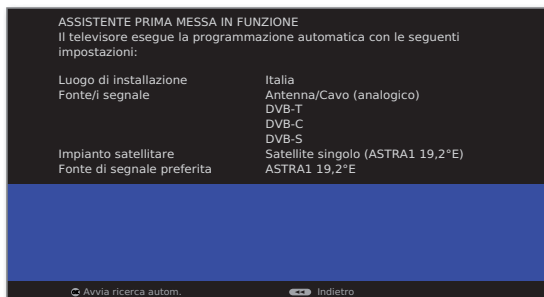 ASSISTENTE PRIMA MESSA IN FUNZIONE
Il televisore esegue la programmazione automatica con le seguenti
impostazioni:
Luogo di installazione Italia
Fonte/i segnale Antenna/Cavo (analogico)
DVB-T
DVB-C
DVB-S
Impianto satellitare Satellite singolo (ASTRA1 19,2°E)
Fonte di segnale preferita ASTRA1 19,2°E
Avvia ricerca autom. Indietro